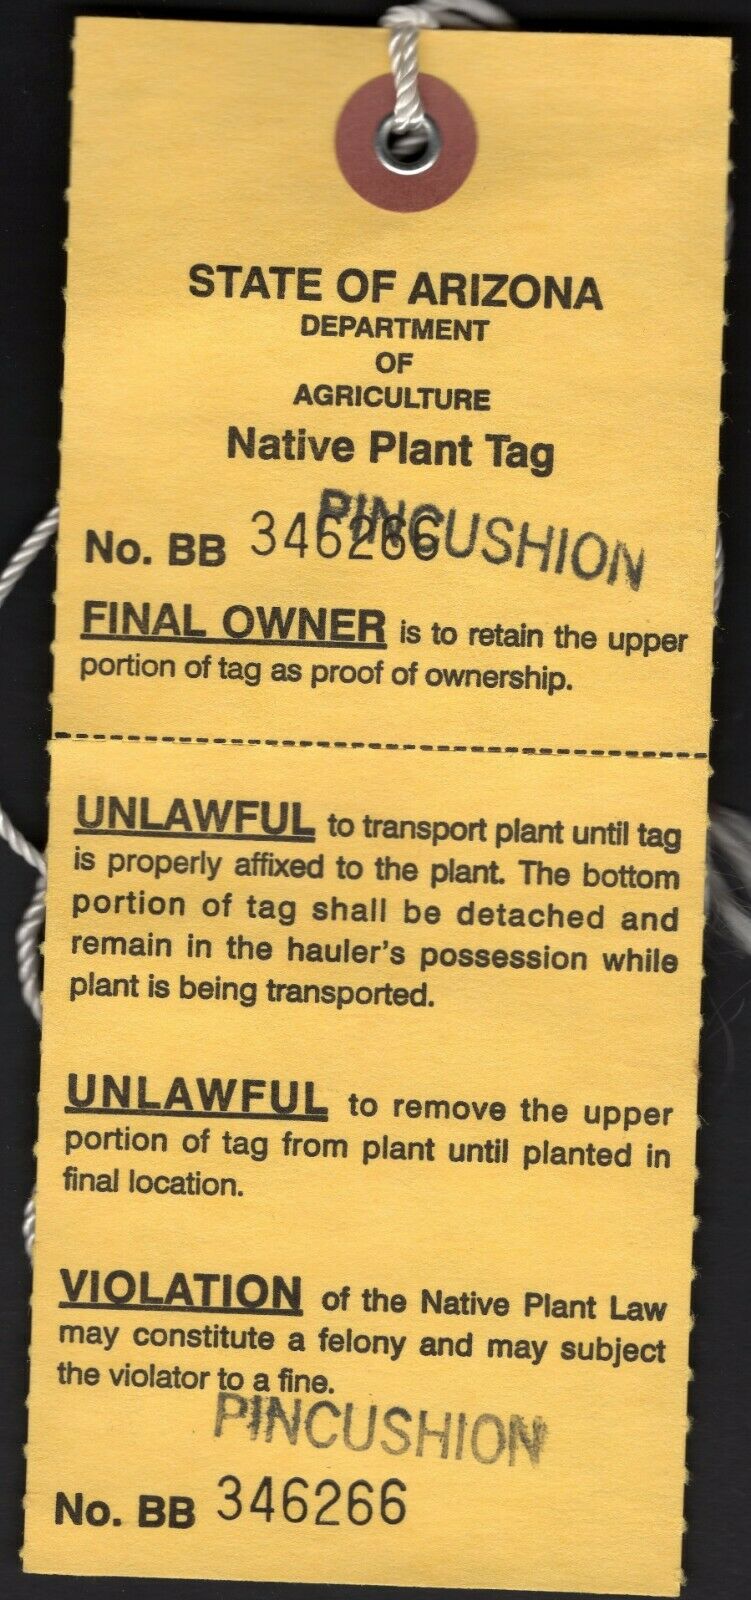 STATE OF ARIZONA
DEPARTMENT
OF
AGRICULTURE
Native Plant Tag
PINCUSHION
No. BB 346266
FINAL OWNER is to retain the upper
portion of tag as proof of ownership.
UNLAWFUL to transport plant until tag
is properly affixed to the plant. The bottom
portion of tag shall be detached and
remain in the hauler's possession while
plant is being transported.
UNLAWFUL to remove the upper
portion of tag from plant until planted in
final location.
VIOLATION of the Native Plant Law
may constitute a felony and may subject
the violator to a fine.
PINCUSHION
No. BB 346266